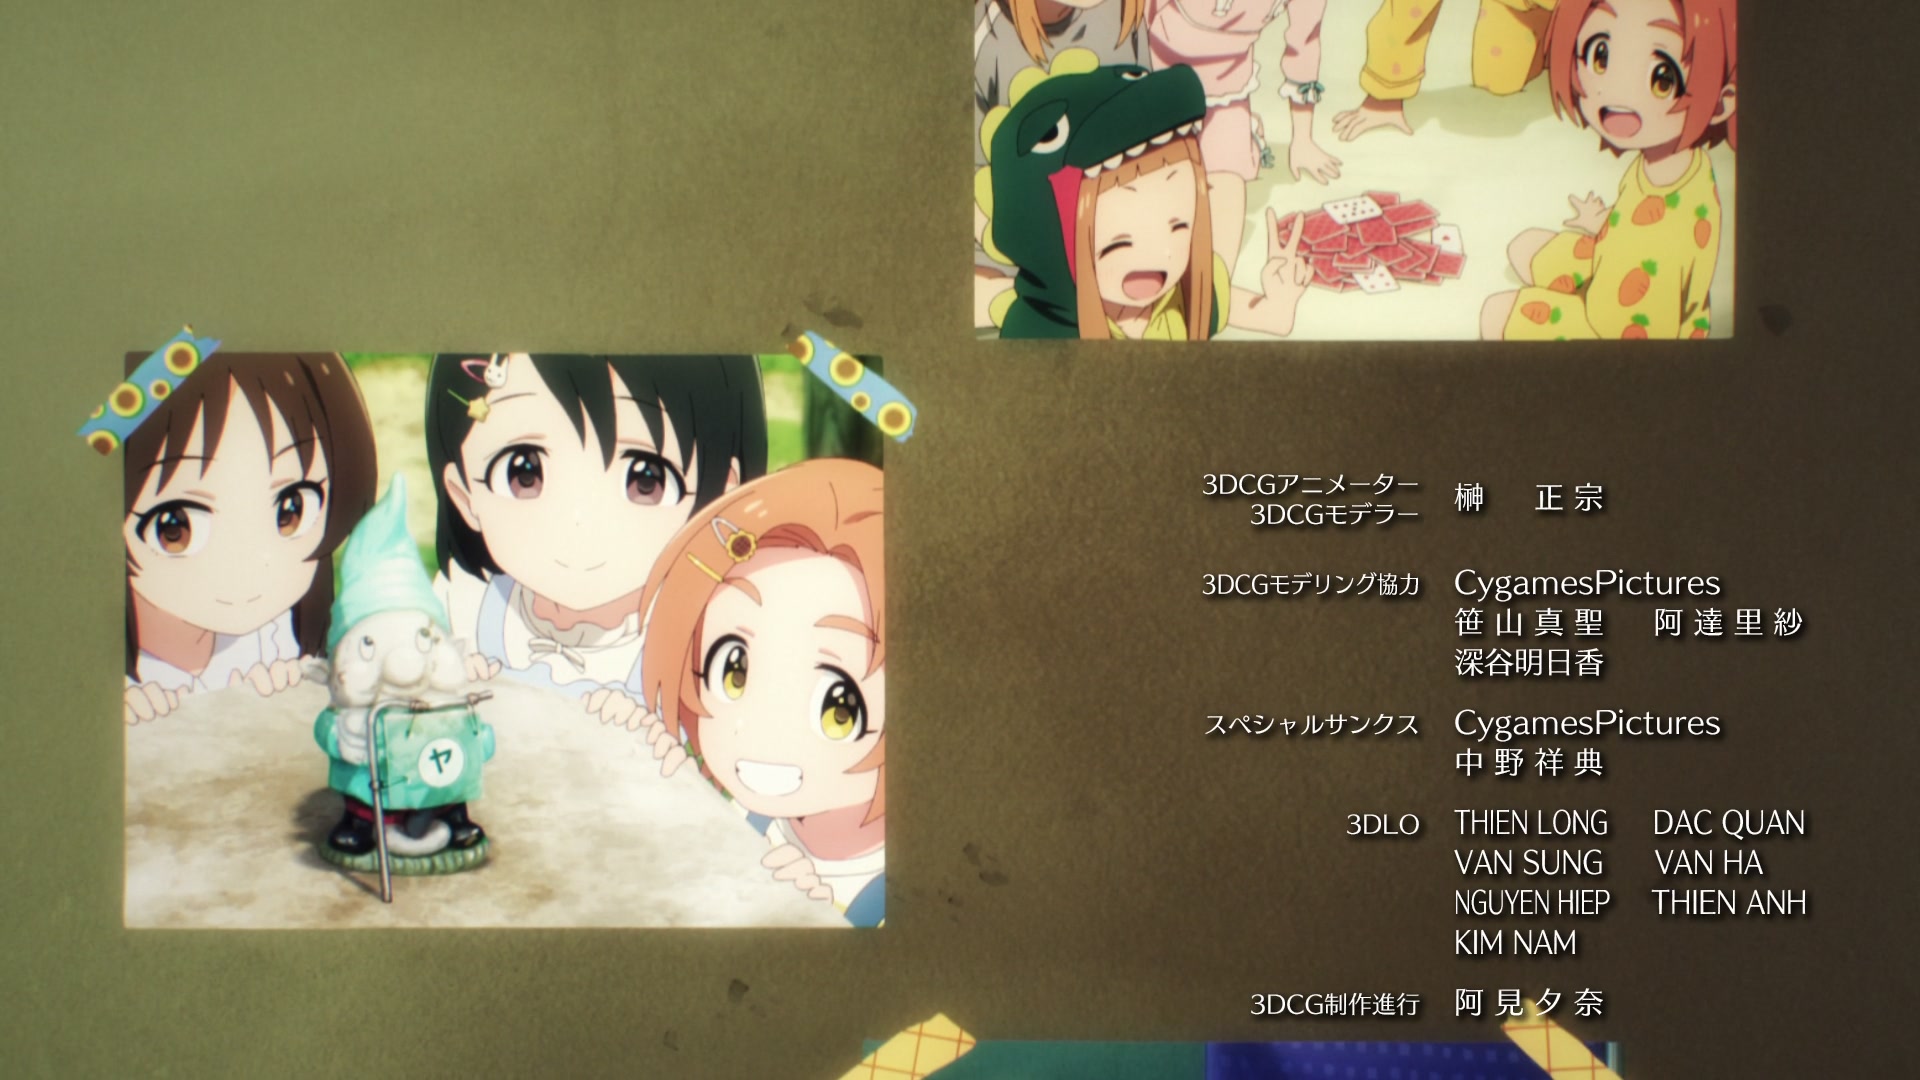 ヤ
3DCGアニメーター
3DCGモデラー
榊　正宗
3DCGモデリング協力 CygamesPictures
笹山真聖 阿達里紗
深谷明日香
スペシャルサンクス CygamesPictures
中野祥典
3DLO THIEN LONG DAC QUAN
VAN SUNG VAN HA
NGUYEN HIEP THIEN ANH
KIM NAM
3DCG制作進行 阿見夕奈